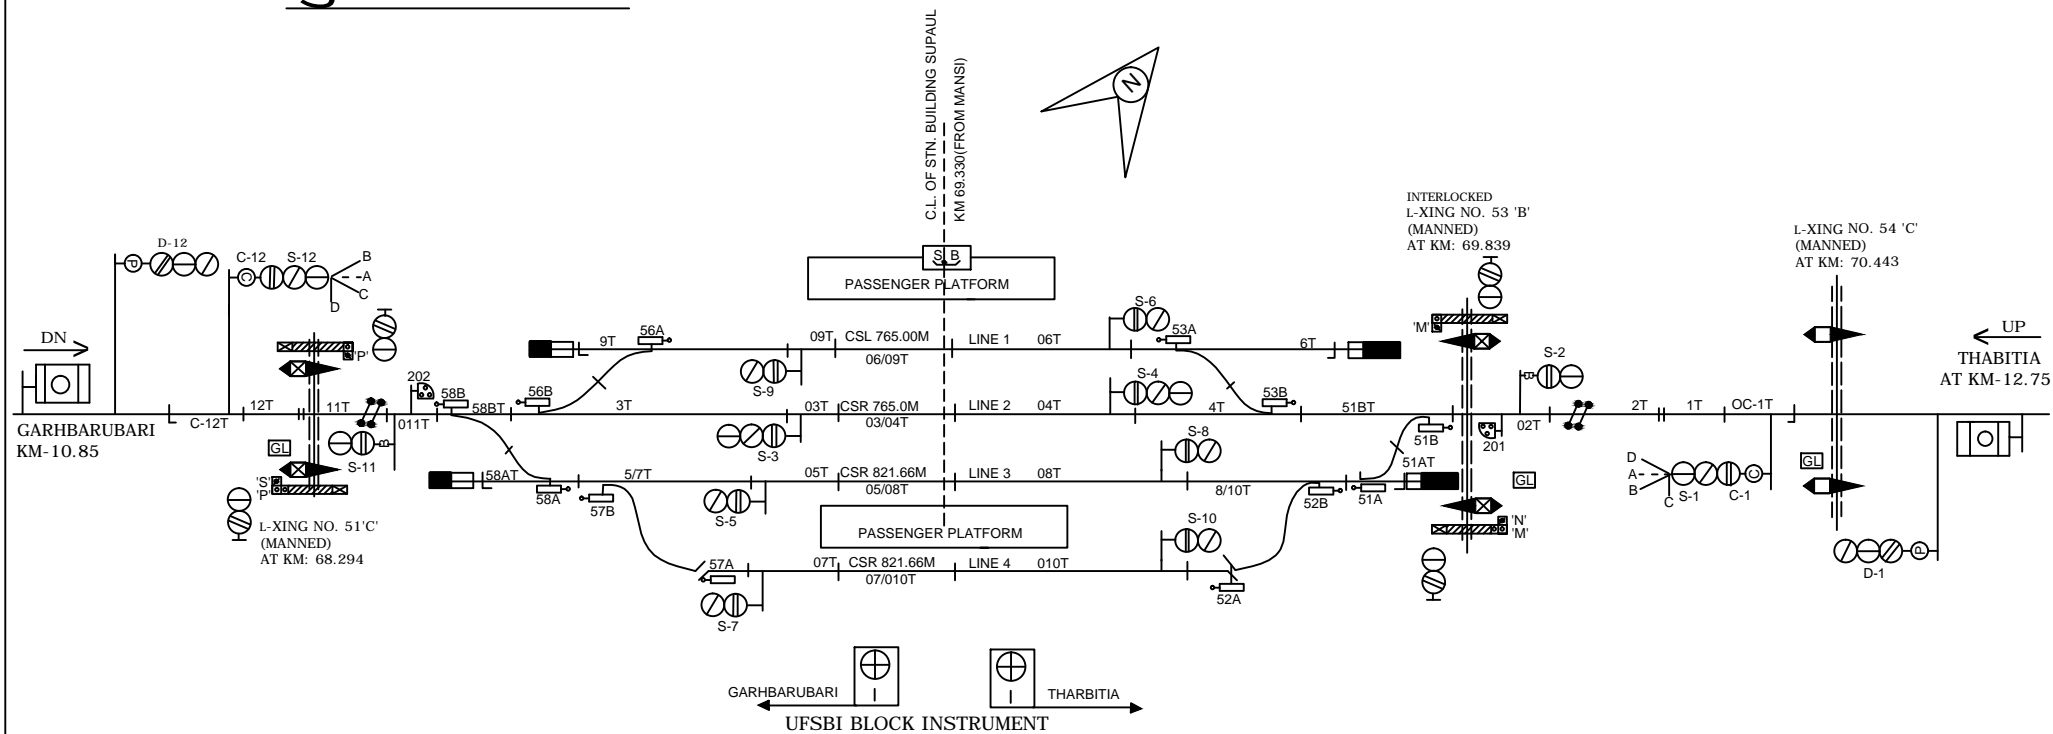 C.L. OF STN. BUILDING SUPAUL
KM 69.330(FROM MANSI)
N
INTERLOCKED
L-XING NO. 53 'B'
(MANNED)
AT KM: 69.839
L-XING NO. 54 'C'
(MANNED)
AT KM: 70.443
D-12
P
C-12 S-12
C
B
A
C
D
S B
PASSENGER PLATFORM
DN
UP
THABITIA
AT KM-12.75
'P'
'M'
9T
56A
09T
CSL 765.00M
LINE 1
06T
06/09T
S-6
53A
6T
S-2
B
202
58B
58BT
56B
S-9
S-4
53B
C-12T
12T
11T
011T
3T
03T
CSR 765.0M
LINE 2
04T
03/04T
4T
51BT
51B
201
02T
2T
1T
OC-1T
GARHBARUBARI
KM-10.85
GL
S-11
B
S-3
S-8
51AT
GL
GL
D
A
B
C
S-1
C-1
C
'S'
'P'
58AT
58A
57B
5/7T
05T
CSR 821.66M
LINE 3
08T
05/08T
8/10T
52B
51A
S-5
S-10
'N'
'M'
L-XING NO. 51'C'
(MANNED)
AT KM: 68.294
PASSENGER PLATFORM
P
D-1
57A
07T
CSR 821.66M
LINE 4
010T
07/010T
52A
S-7
GARHBARUBARI
THARBITIA
UFSBI BLOCK INSTRUMENT